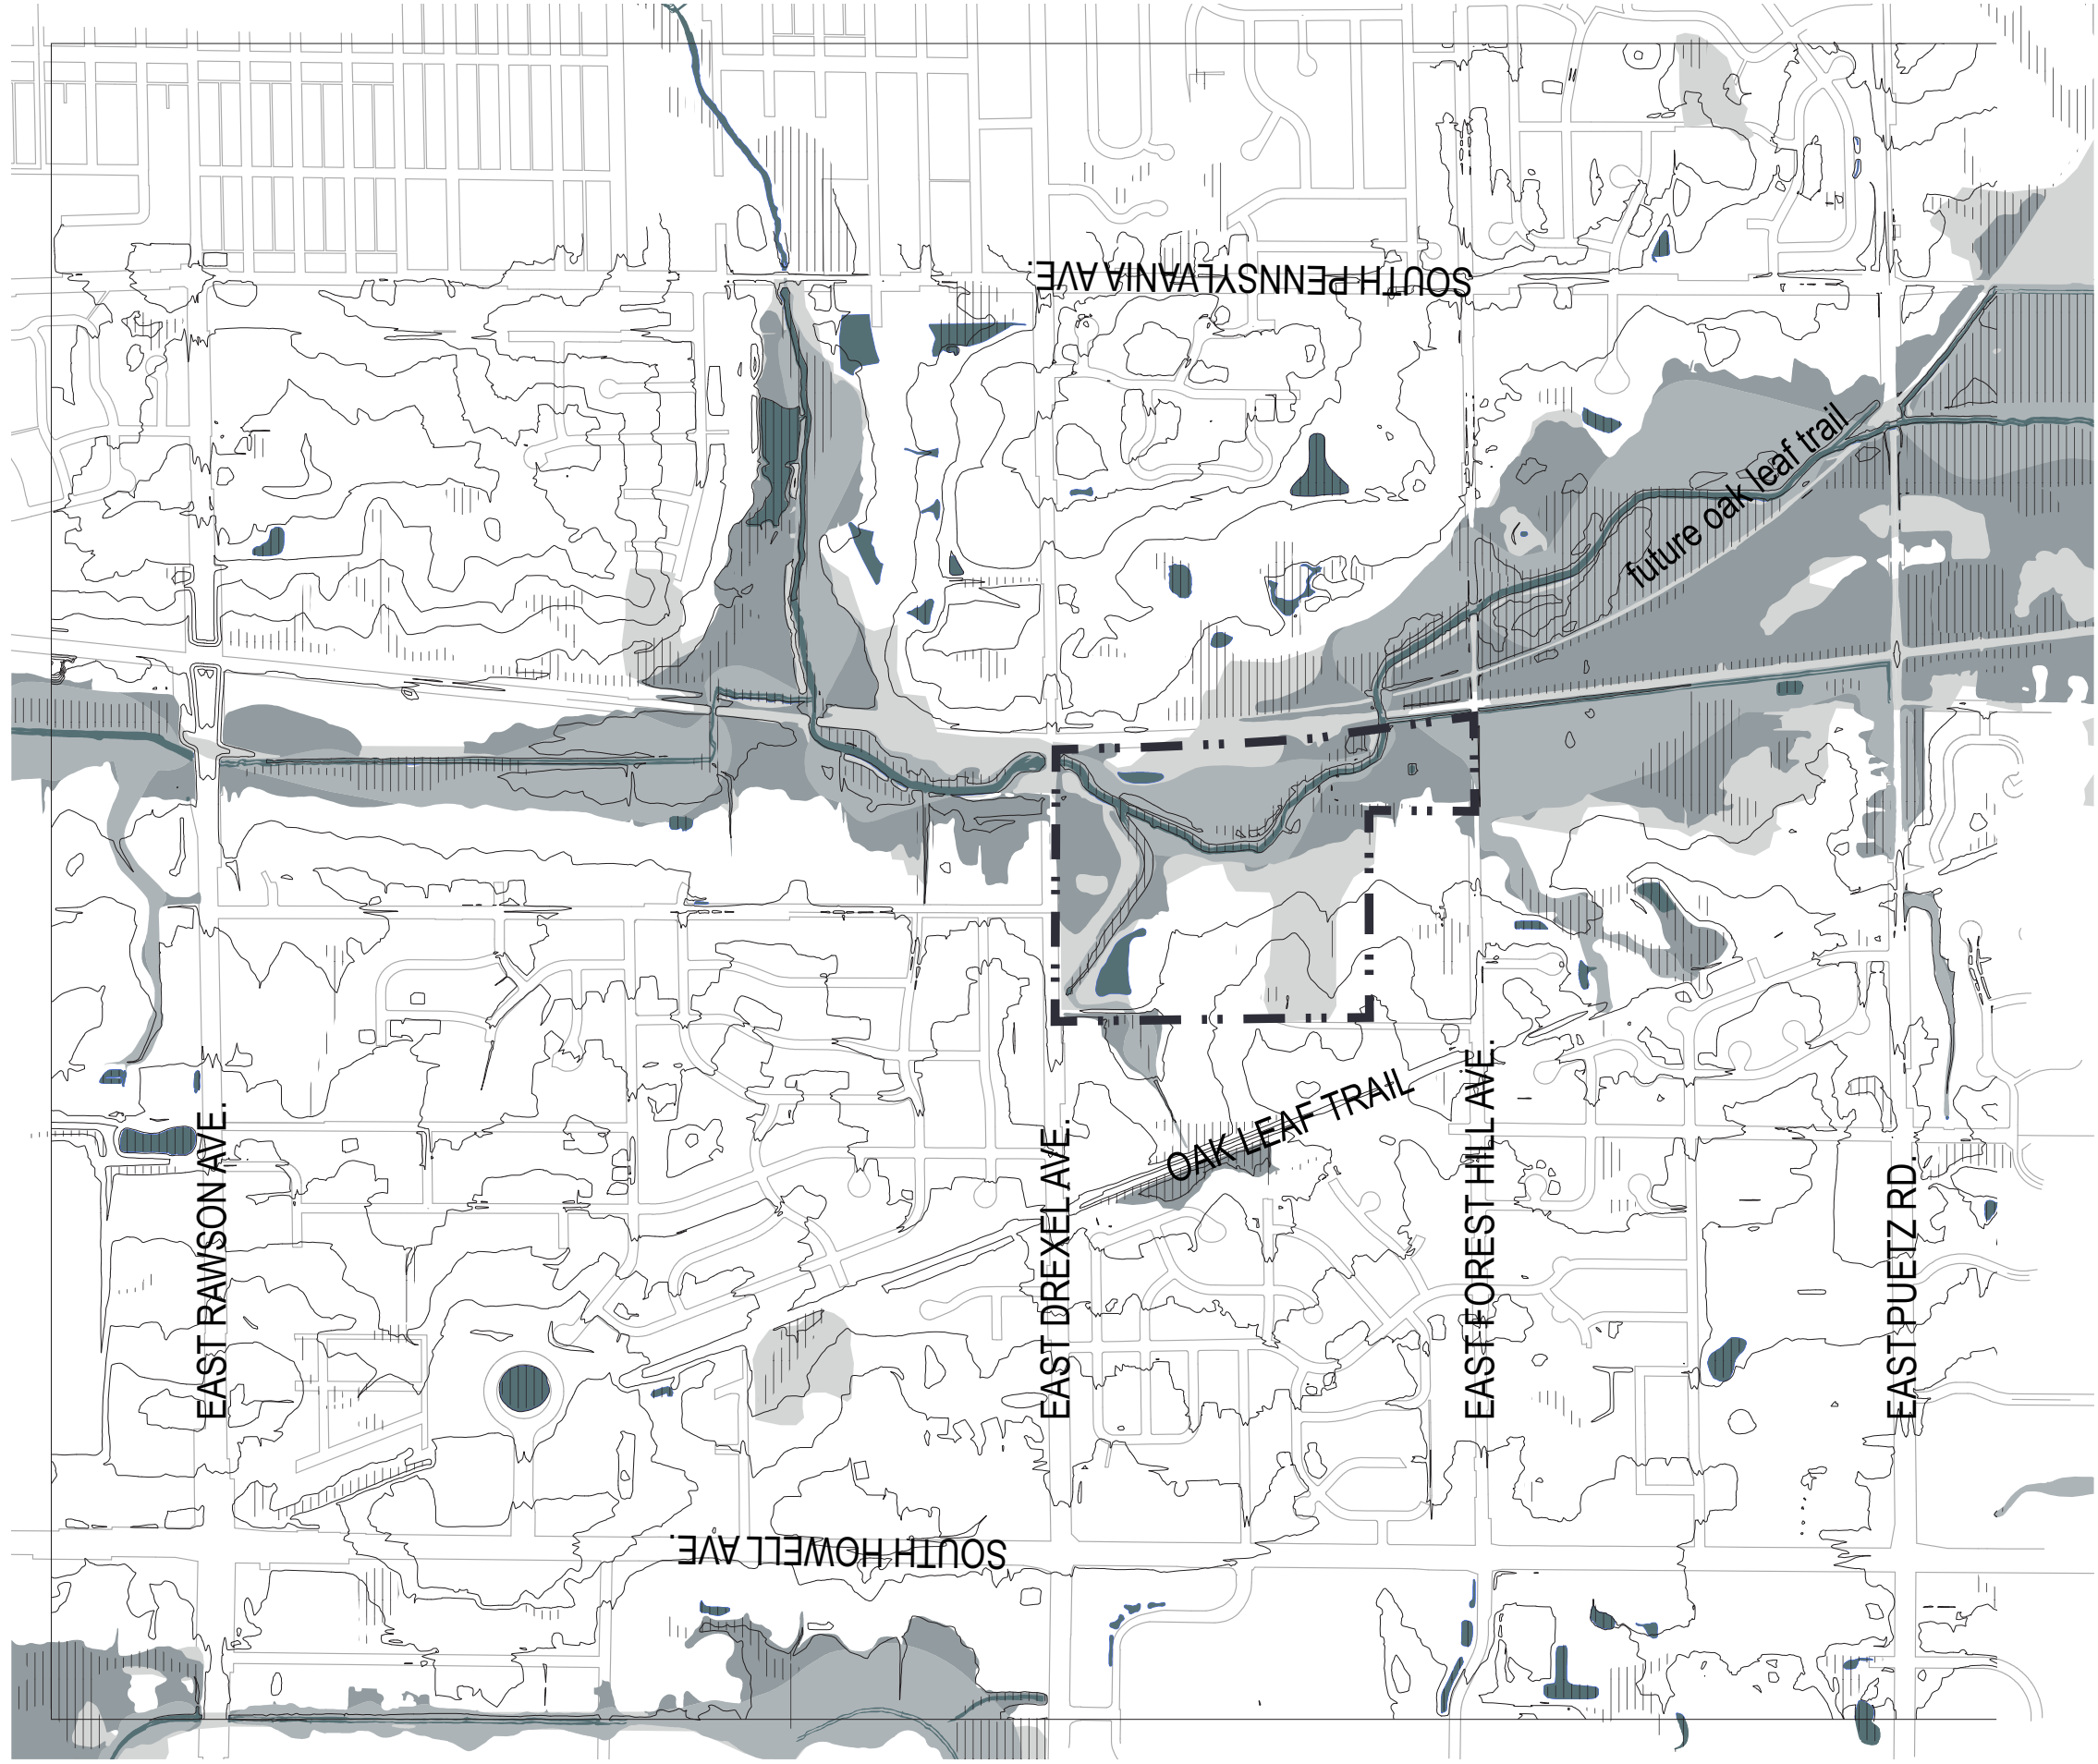 SOUTH PENNSYLVANIA AVE.
future oak leaf trail
OAK LEAF TRAIL
EAST RAWSON AVE.
EAST DREXEL AVE.
EAST FOREST HILL AVE.
EAST PUETZ RD.
SOUTH HOWELL AVE.